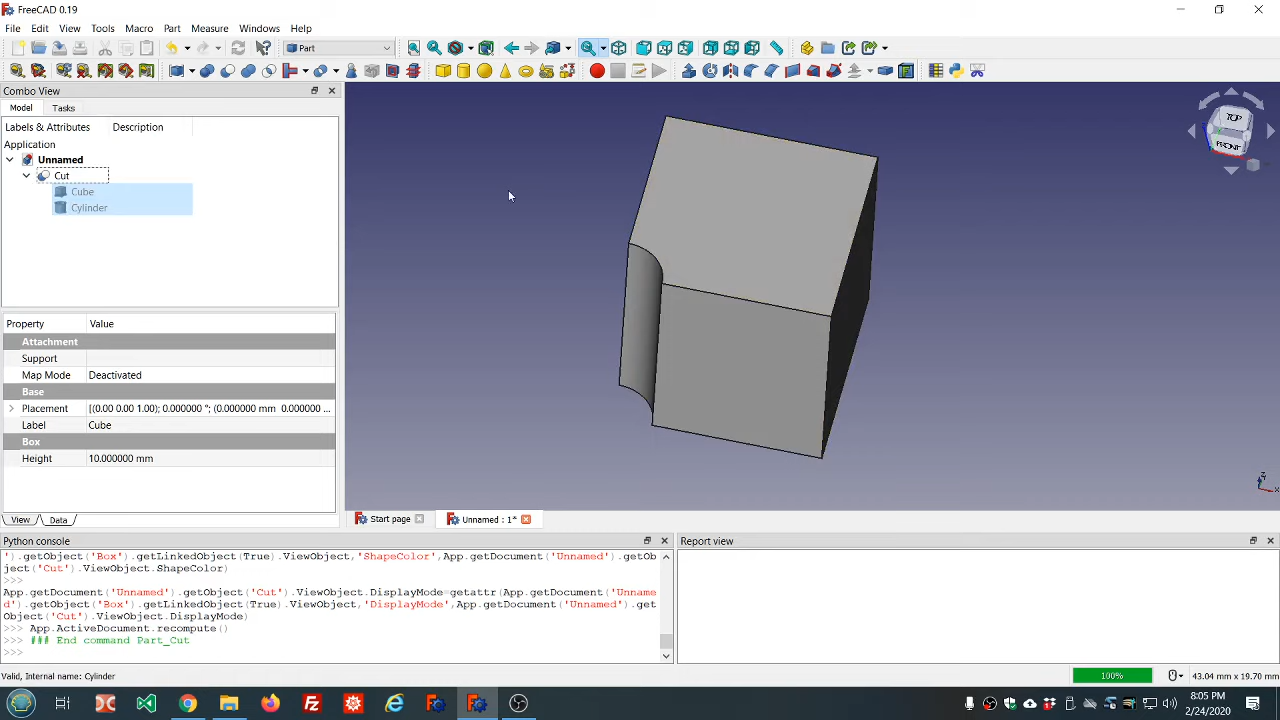 FreeCAD 0.19
File Edit View Tools Macro Part Measure Windows Help
Part
Combo View
Model Tasks
Labels & Attributes Description
Application
Unnamed
Cut
Cube
Cylinder
TOP
FRONT
Property Value
Attachment
Support
Map Mode Deactivated
Base
Placement [(0.00 0.00 1.00); 0.000000 °; (0.000000 mm 0.000000 ...
Label Cube
Box
Height 10.000000 mm
View Data
Start page Unnamed : 1*
Python console
').getObject('Box').getLinkedObject(True).ViewObject,'ShapeColor',App.getDocument('Unnamed').getOb
ject('Cut').ViewObject.ShapeColor)
>>>
App.getDocument('Unnamed').getObject('Cut').ViewObject.DisplayMode=getattr(App.getDocument('Unname
d').getObject('Box').getLinkedObject(True).ViewObject,'DisplayMode',App.getDocument('Unnamed').get
Object('Cut').ViewObject.DisplayMode)
>>> App.ActiveDocument.recompute()
>>> ### End command Part_Cut
>>>
Report view
Valid, Internal name: Cylinder
100%
43.04 mm x 19.70 mm
8:05 PM
2/24/2020